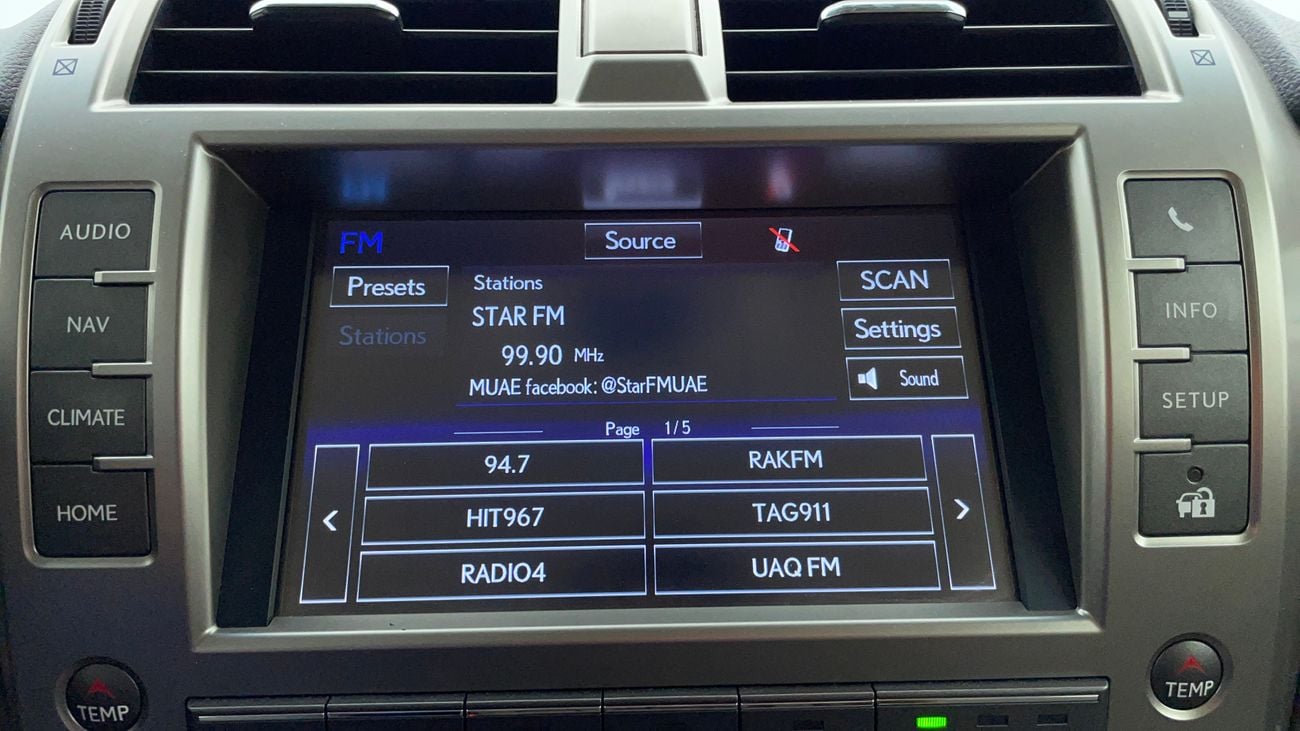 AUDIO
NAV
CLIMATE
HOME
FM
Source
Presets
Stations
Stations
STAR FM
99.90 MHz
MUAE facebook: @StarFMUAE
SCAN
Settings
Sound
Page 1/5
<
94.7
RAKFM
HIT967
TAG911
RADIO4
UAQ FM
>
INFO
SETUP
TEMP
TEMP